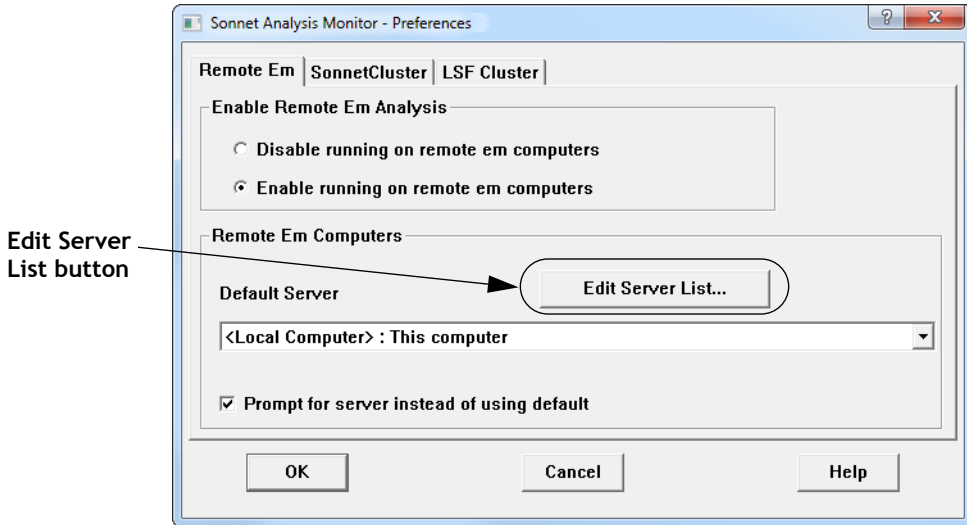 Sonnet Analysis Monitor - Preferences
?
X
Remote Em
SonnetCluster
LSF Cluster
Enable Remote Em Analysis
Disable running on remote em computers
Enable running on remote em computers
Edit Server
List button
Remote Em Computers
Default Server
Edit Server List...
<Local Computer> : This computer
Prompt for server instead of using default
OK
Cancel
Help